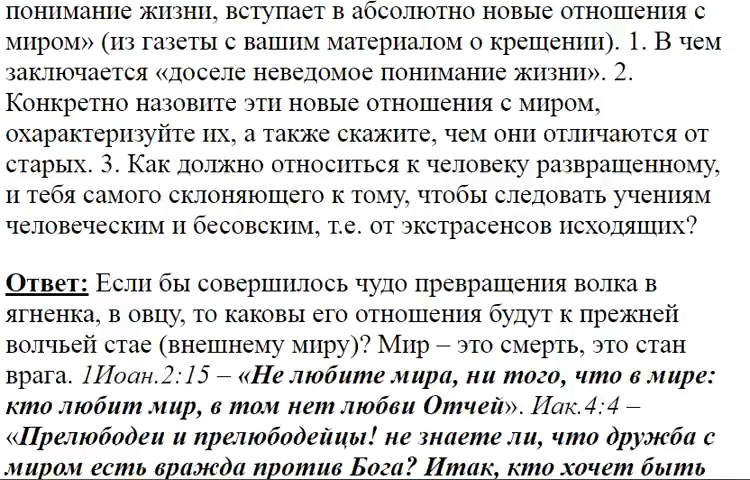 понимание жизни, вступает в абсолютно новые отношения с
миром» (из газеты с вашим материалом о крещении). 1. В чем
заключается «доселе неведомое понимание жизни». 2.
Конкретно назовите эти новые отношения с миром,
охарактеризуйте их, а также скажите, чем они отличаются от
старых. 3. Как должно относиться к человеку развращенному,
и тебя самого склоняющего к тому, чтобы следовать учениям
человеческим и бесовским, т.е. от экстрасенсов исходящих?
Ответ: Если бы совершилось чудо превращения волка в
ягненка, в овцу, то каковы его отношения будут к прежней
волчьей стае (внешнему миру)? Мир – это смерть, это стан
врага. 1Иоан.2:15 – «Не любите мира, ни того, что в мире:
кто любит мир, в том нет любви Отчей». Иак.4:4 –
«Прелюбодеи и прелюбодейцы! не знаете ли, что дружба с
миром есть вражда против Бога? Итак, кто хочет быть